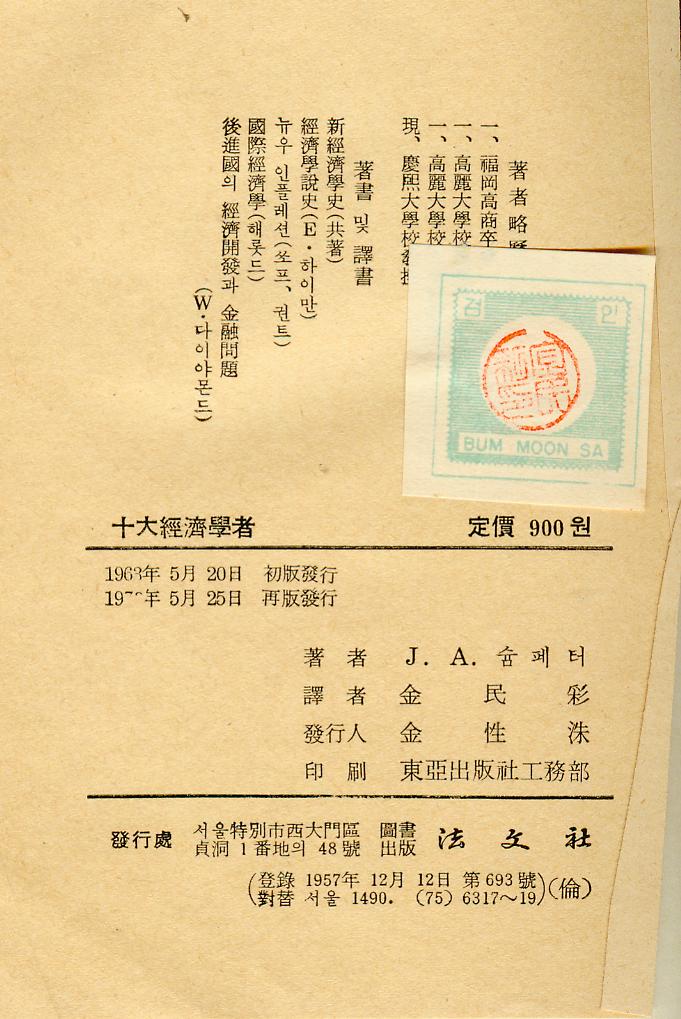 著者略歷
一、福岡高商卒
一、高麗大學校
一、高麗大學校
現、慶熙大學校敎授
著書 및 譯書
新經濟學史(共著)
經濟學說史(E·하이만)
뉴우 인플레션(쏘프、퀀트)
國際經濟學(해롯드)
後進國의 經濟開發과 金融問題
(W·다이야몬드)
검 인
BUM MOON SA
十大經濟學者 定價 900원
年 5月 20日 初版發行
年 5月 25日 再版發行
著者 J. A. 슘페터
譯者 金民彩
發行人 金性洙
印刷 東亞出版社工務部
發行處 서울特別市西大門區 貞洞 1番地의 48號 圖書出版 法文社
(登錄 1957年 12月 12日 第693號
對替 서울 1490. (75) 6317~19)(倫)